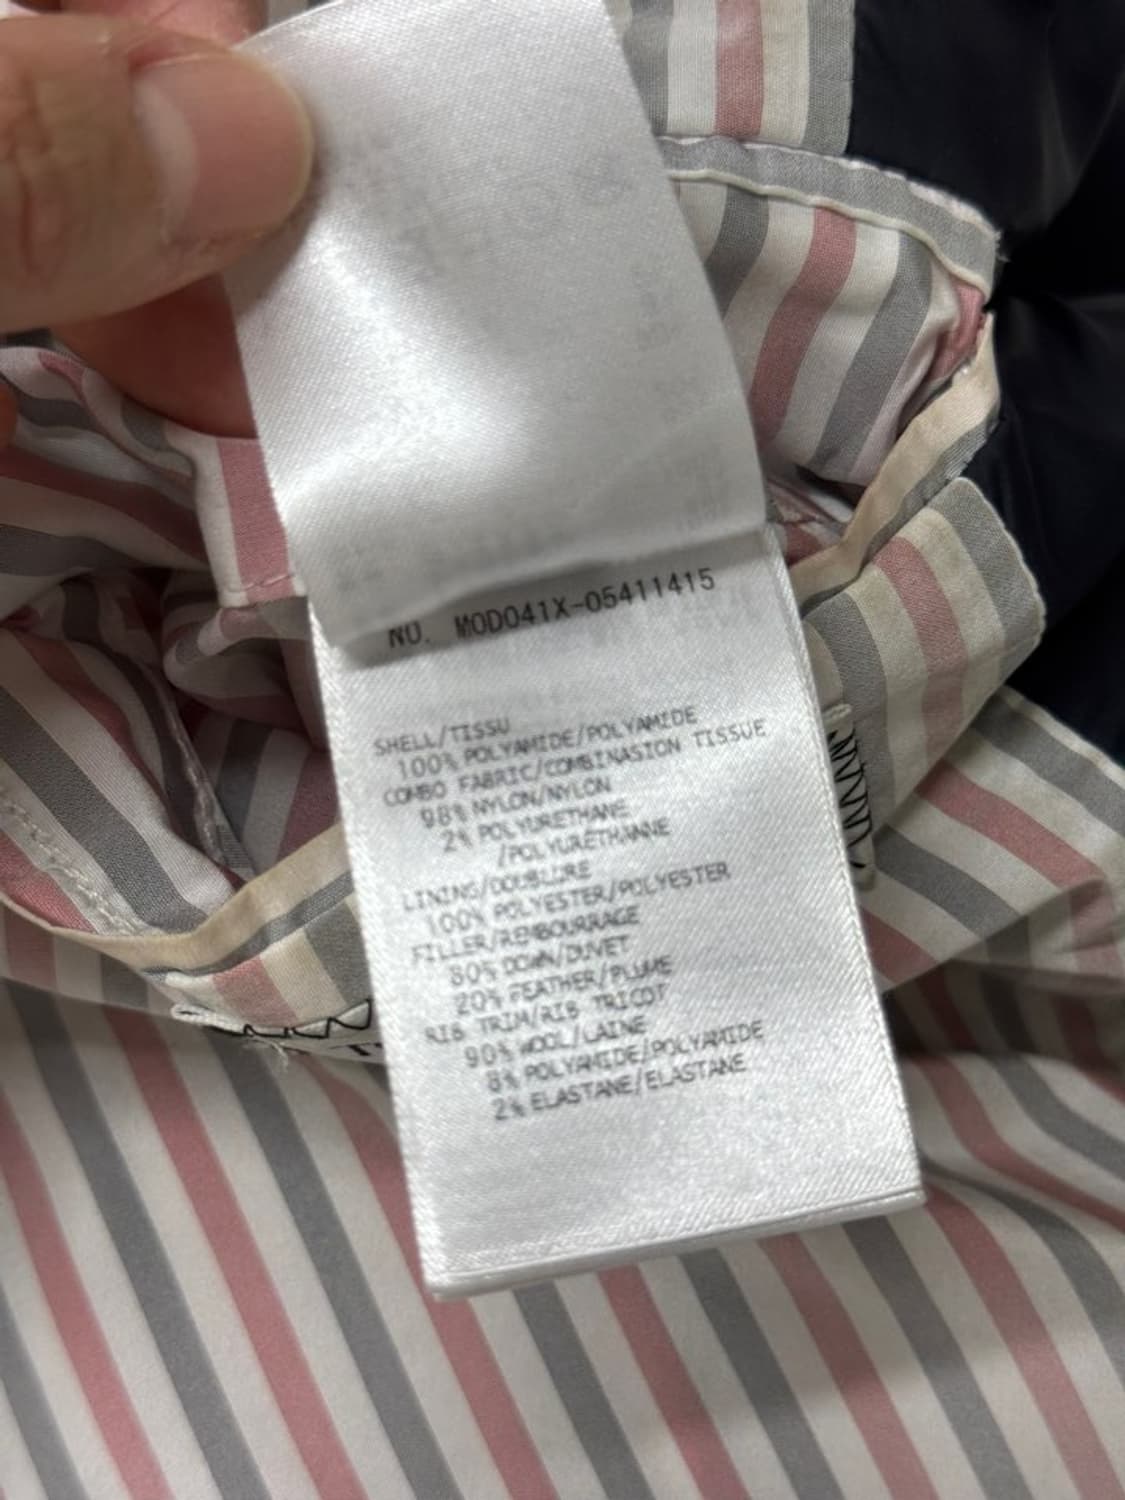 NO. MOD041X-05411415
SHELL/TISSU
100% POLYAMIDE/POLYAMIDE
COMBO FABRIC/COMBINASION TISSUE
98% NYLON/NYLON
2% POLYURETHANE
/POLYURÉTHANNE
LINING/DOUBLURE
100% POLYESTER/POLYESTER
FILLER/REMBOURRAGE
80% DOWN/DUVET
20% FEATHER/PLUME
RIB TRIM/RIB TRICOT
90% WOOL/LAINE
8% POLYAMIDE/POLYAMIDE
2% ELASTANE/ELASTANE